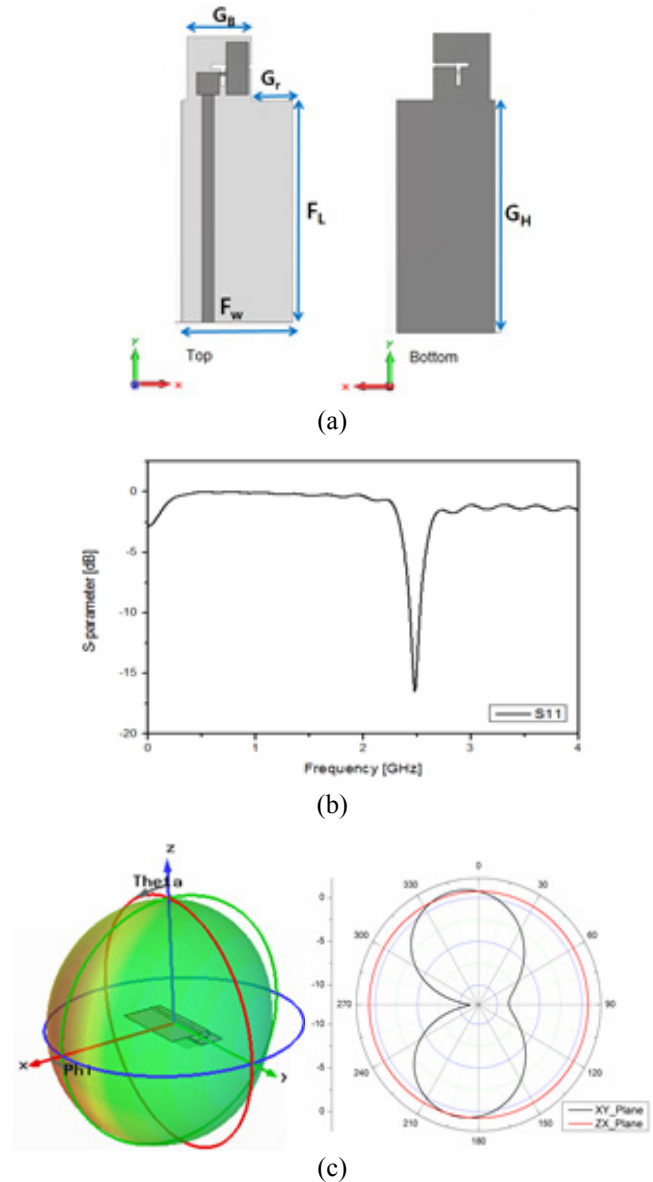 G_B
G_r
F_L
G_H
F_w
Y
X
Top
Y
X
Bottom
(a)
0
-5
-10
-15
-20
S-parameter [dB]
S11
0 1 2 3 4
Frequency [GHz]
(b)
Z
Theta
X
Phi
Y
0
-5
-10
-10
-5
0
0
30
60
90
120
150
180
210
240
270
300
330
XY_Plane
ZX_Plane
(c)